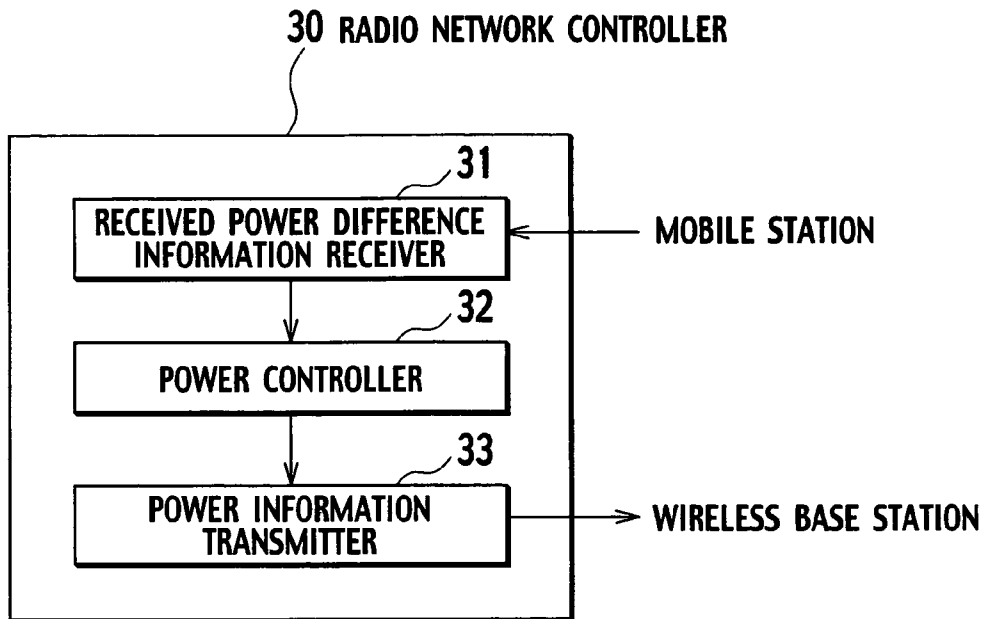 30 RADIO NETWORK CONTROLLER
31
RECEIVED POWER DIFFERENCE
INFORMATION RECEIVER
MOBILE STATION
32
POWER CONTROLLER
33
POWER INFORMATION
TRANSMITTER
WIRELESS BASE STATION